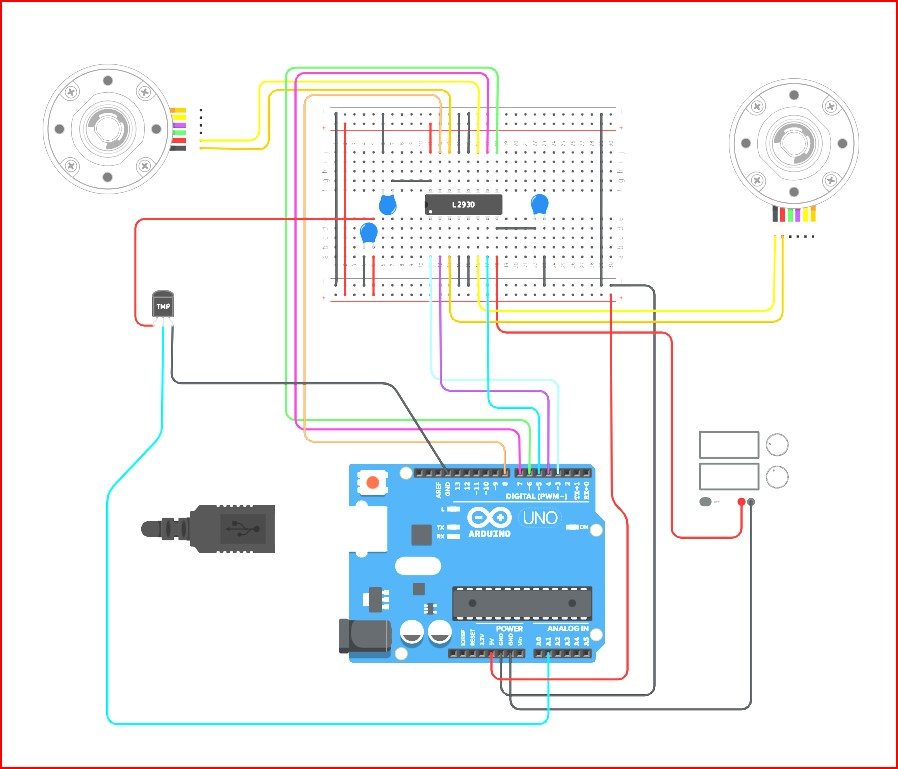 L293D
TMP
AREF
GND
13
12
~11
~10
~9
8
7
~6
~5
4
~3
2
TX→1
RX←0
DIGITAL (PWM~)
L
TX
RX
ARDUINO
UNO
ON
POWER
ANALOG IN
IOREF
RESET
3.3V
5V
GND
GND
Vin
A0
A1
A2
A3
A4
A5